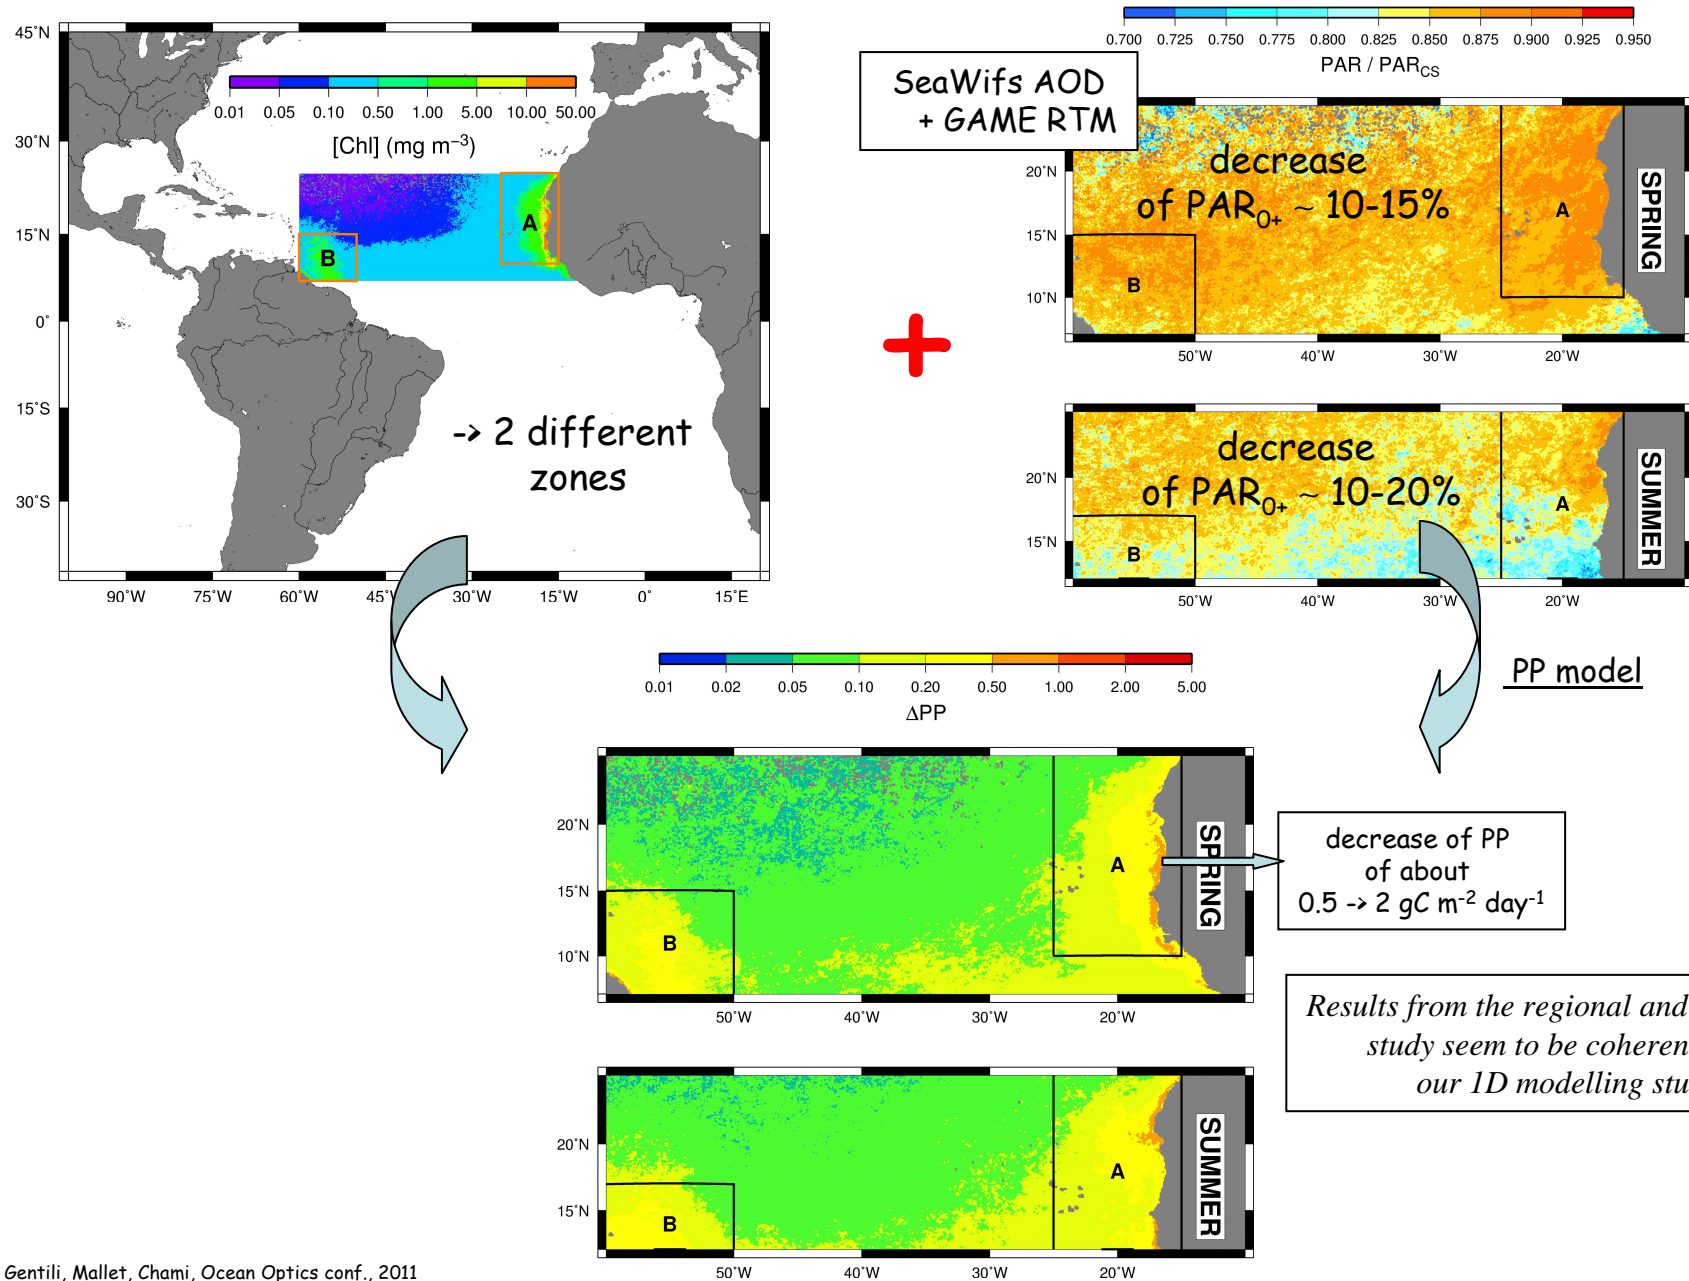 45°N
30°N
15°N
0°
15°S
30°S
90°W 75°W 60°W 45° 30°W 15°W 0° 15°E
0.01 0.05 0.10 0.50 1.00 5.00 10.00 50.00
[Chl] (mg m⁻³)
A
B
-> 2 different
zones
0.700 0.725 0.750 0.775 0.800 0.825 0.850 0.875 0.900 0.925 0.950
PAR / PAR_CS
SeaWifs AOD
+ GAME RTM
decrease
of PAR₀₊ ~ 10-15%
20°N
15°N
10°N
A
B
SPRING
50°W 40°W 30°W 20°W
decrease
of PAR₀₊ ~ 10-20%
20°N
15°N
A
B
SUMMER
50°W 40°W 30°W 20°W
PP model
0.01 0.02 0.05 0.10 0.20 0.50 1.00 2.00 5.00
ΔPP
20°N
15°N
10°N
A
B
SPRING
50°W 40°W 30°W 20°W
decrease of PP
of about
0.5 -> 2 gC m⁻² day⁻¹
Results from the regional and
study seem to be coheren
our 1D modelling stu
20°N
15°N
A
B
SUMMER
50°W 40°W 30°W 20°W
Gentili, Mallet, Chami, Ocean Optics conf., 2011